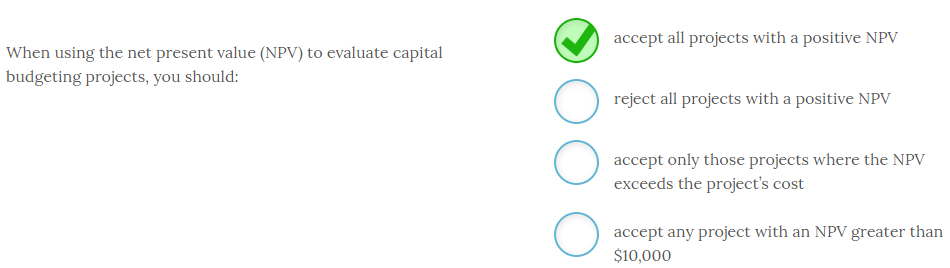 When using the net present value (NPV) to evaluate capital
budgeting projects, you should:
accept all projects with a positive NPV
reject all projects with a positive NPV
accept only those projects where the NPV
exceeds the project’s cost
accept any project with an NPV greater than
$10,000